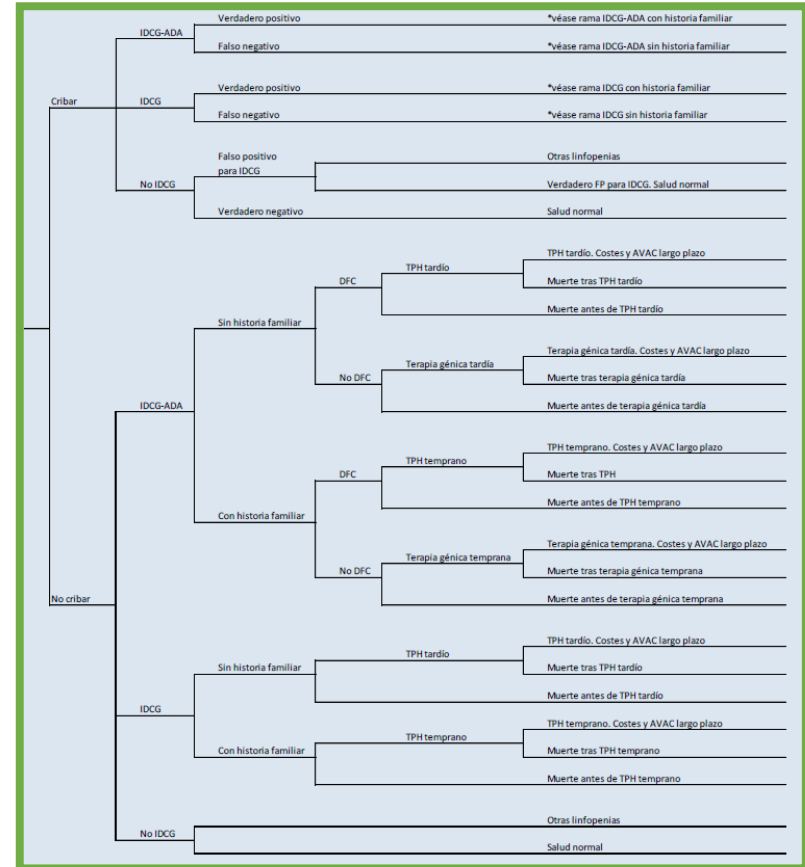 Verdadero positivo
*véase rama IDCG-ADA con historia familiar
IDCG-ADA
Falso negativo
*véase rama IDCG-ADA sin historia familiar
Verdadero positivo
*véase rama IDCG con historia familiar
Cribar
IDCG
Falso negativo
*véase rama IDCG sin historia familiar
Falso positivo
para IDCG
Otras linfopenias
No IDCG
Verdadero FP para IDCG. Salud normal
Verdadero negativo
Salud normal
TPH tardío. Costes y AVAC largo plazo
TPH tardío
DFC
Muerte tras TPH tardío
Muerte antes de TPH tardío
Sin historia familiar
Terapia génica tardía. Costes y AVAC largo plazo
Terapia génica tardía
No DFC
Muerte tras terapia génica tardía
Muerte antes de terapia génica tardía
IDCG-ADA
TPH temprano. Costes y AVAC largo plazo
TPH temprano
DFC
Muerte tras TPH
Muerte antes de TPH temprano
Con historia familiar
Terapia génica temprana. Costes y AVAC largo plazo
Terapia génica temprana
No DFC
Muerte tras terapia génica temprana
No cribar
Muerte antes de terapia génica temprana
TPH tardío. Costes y AVAC largo plazo
TPH tardío
Sin historia familiar
Muerte tras TPH tardío
Muerte antes de TPH tardío
IDCG
TPH temprano. Costes y AVAC largo plazo
TPH temprano
Con historia familiar
Muerte tras TPH temprano
Muerte antes de TPH temprano
Otras linfopenias
No IDCG
Salud normal